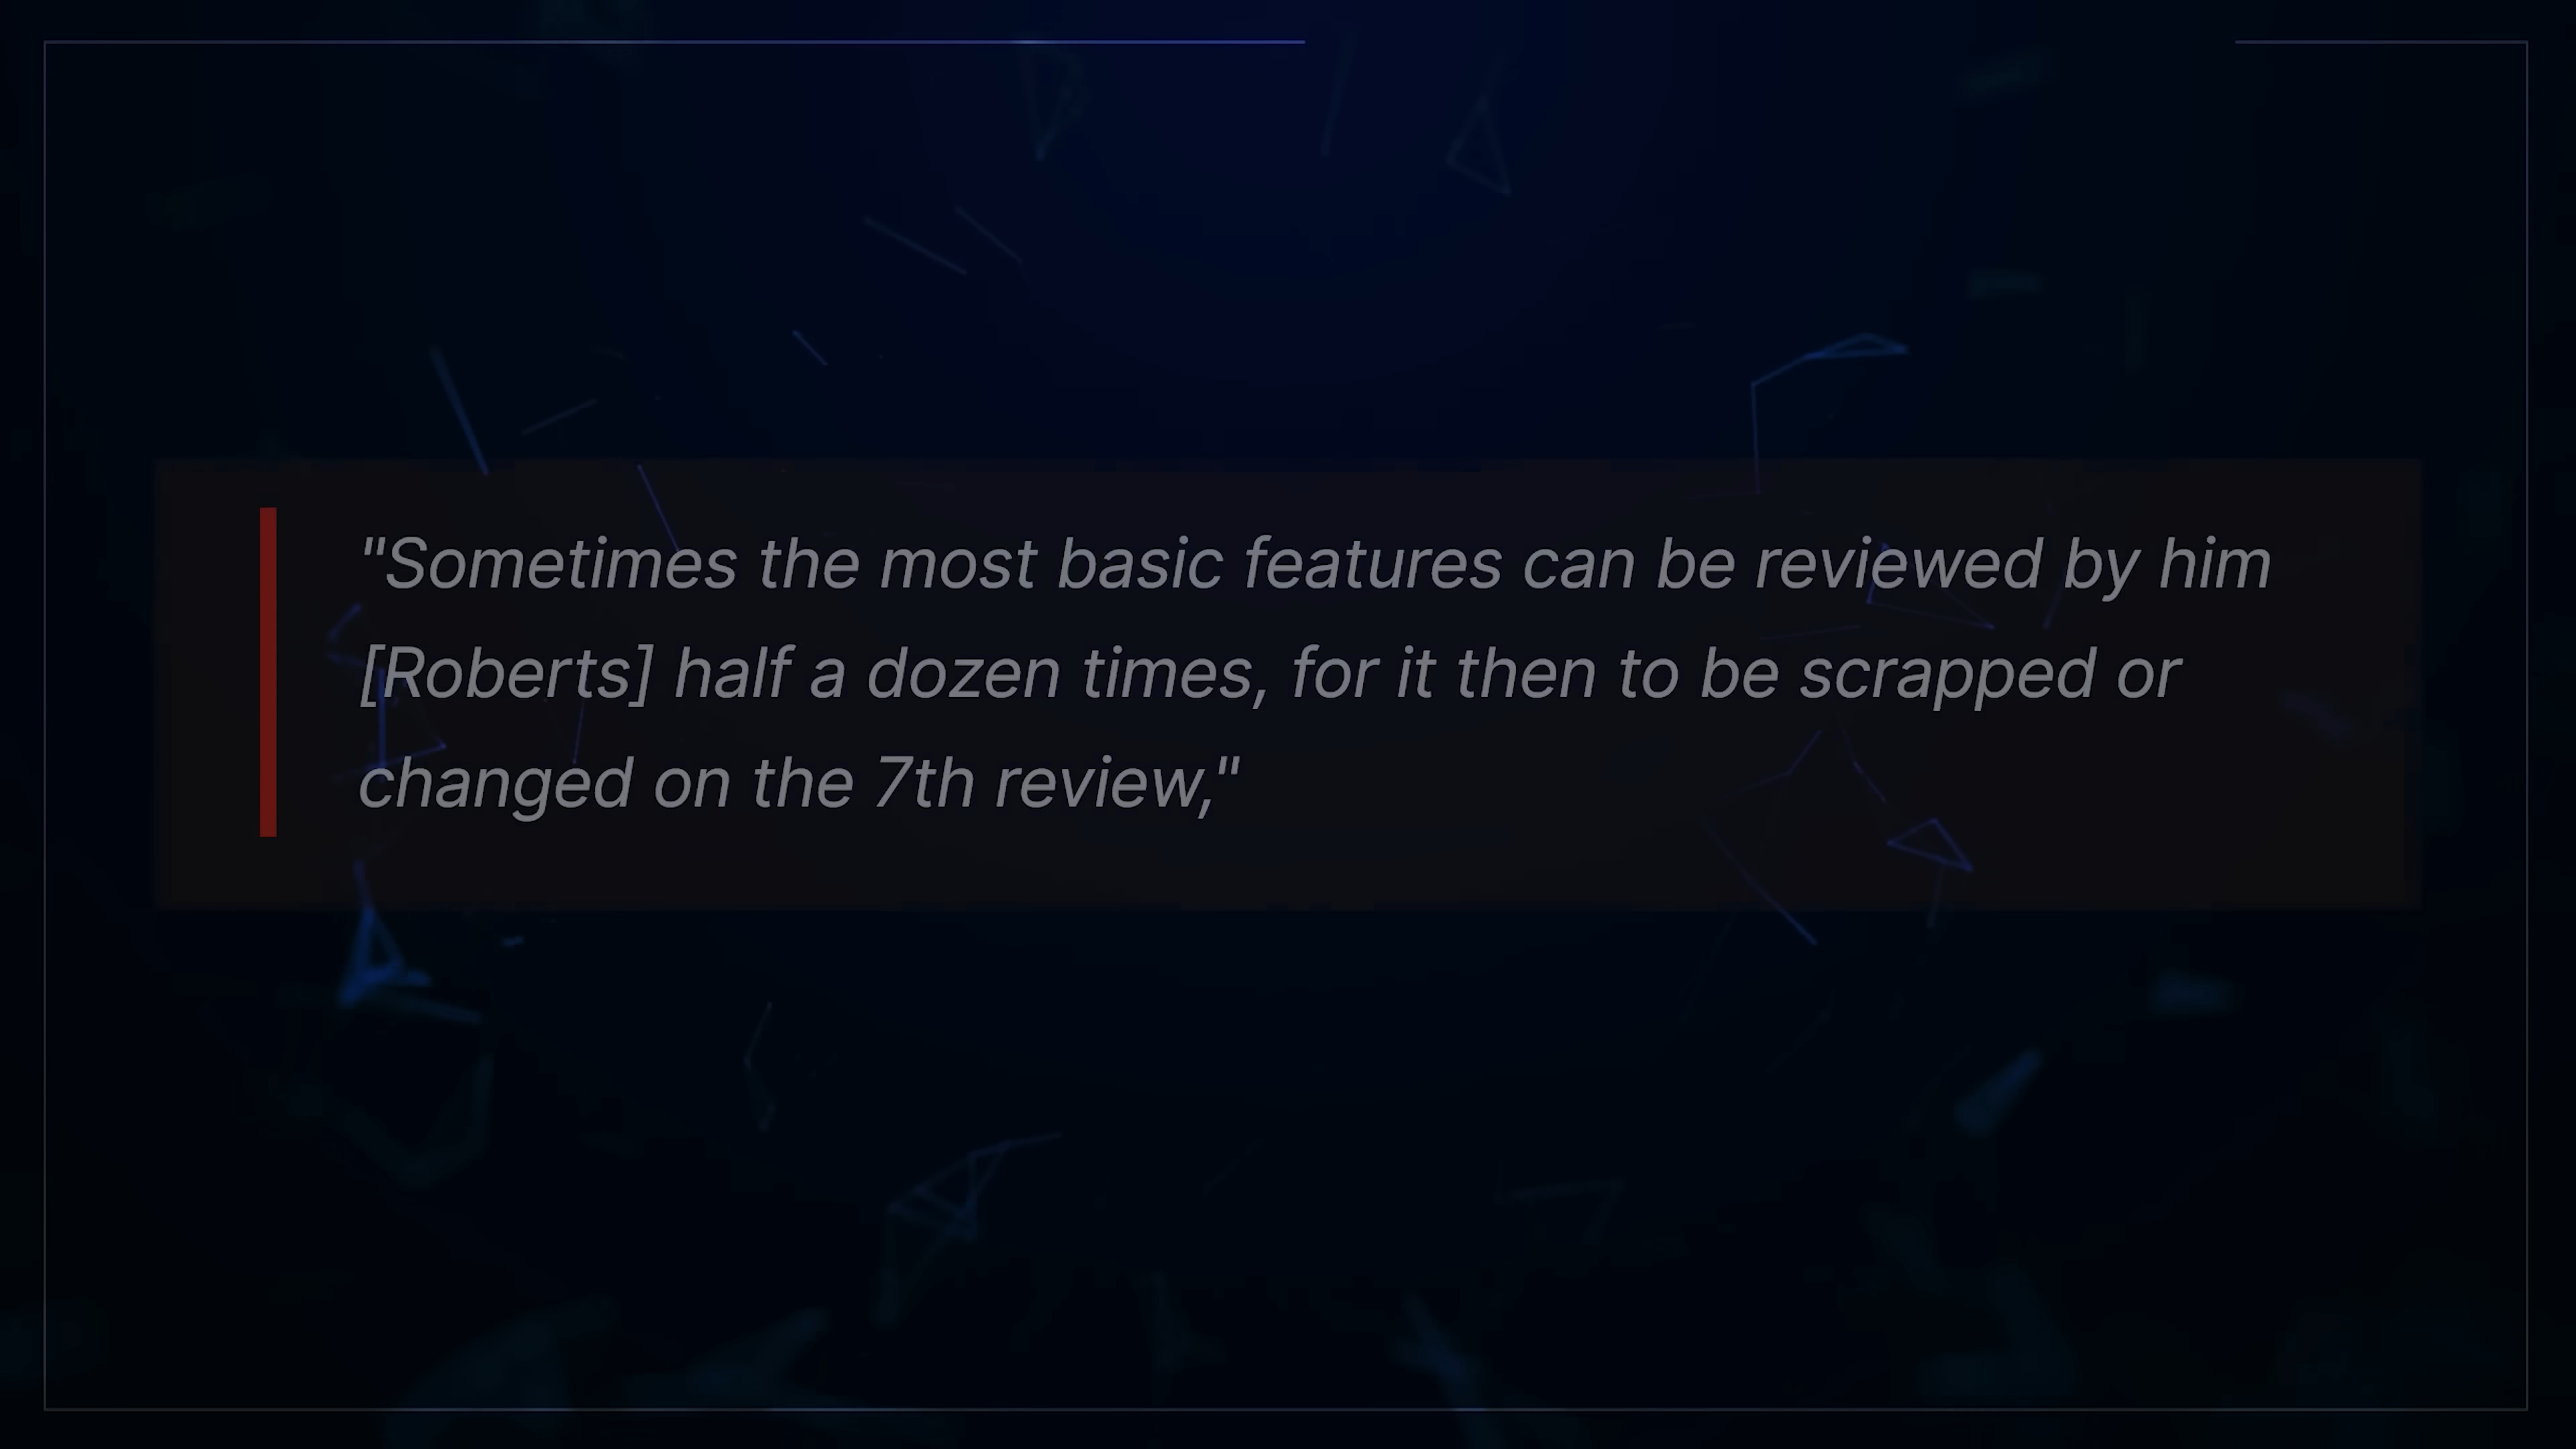 "Sometimes the most basic features can be reviewed by him
[Roberts] half a dozen times, for it then to be scrapped or
changed on the 7th review,"